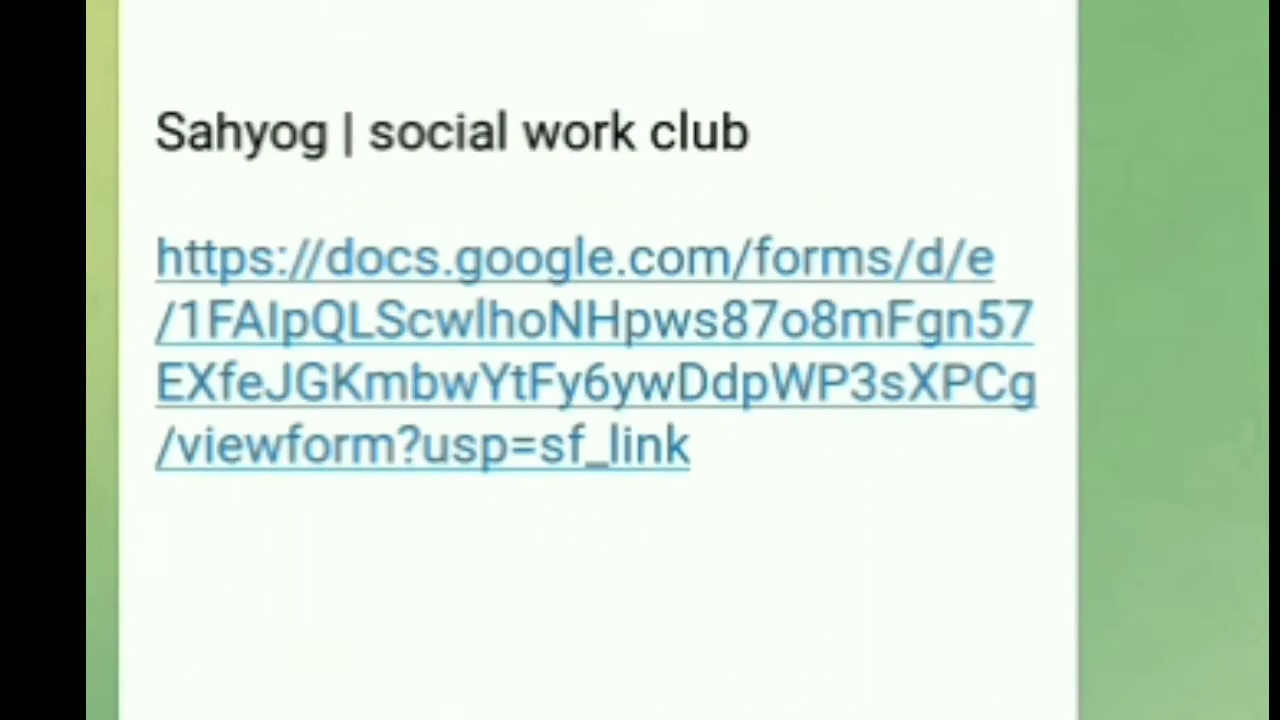 Sahyog | social work club
https://docs.google.com/forms/d/e
/1FAIpQLScwlhoNHpws87o8mFgn57
EXfeJGKmbwYtFy6ywDdpWP3sXPCg
/viewform?usp=sf_link